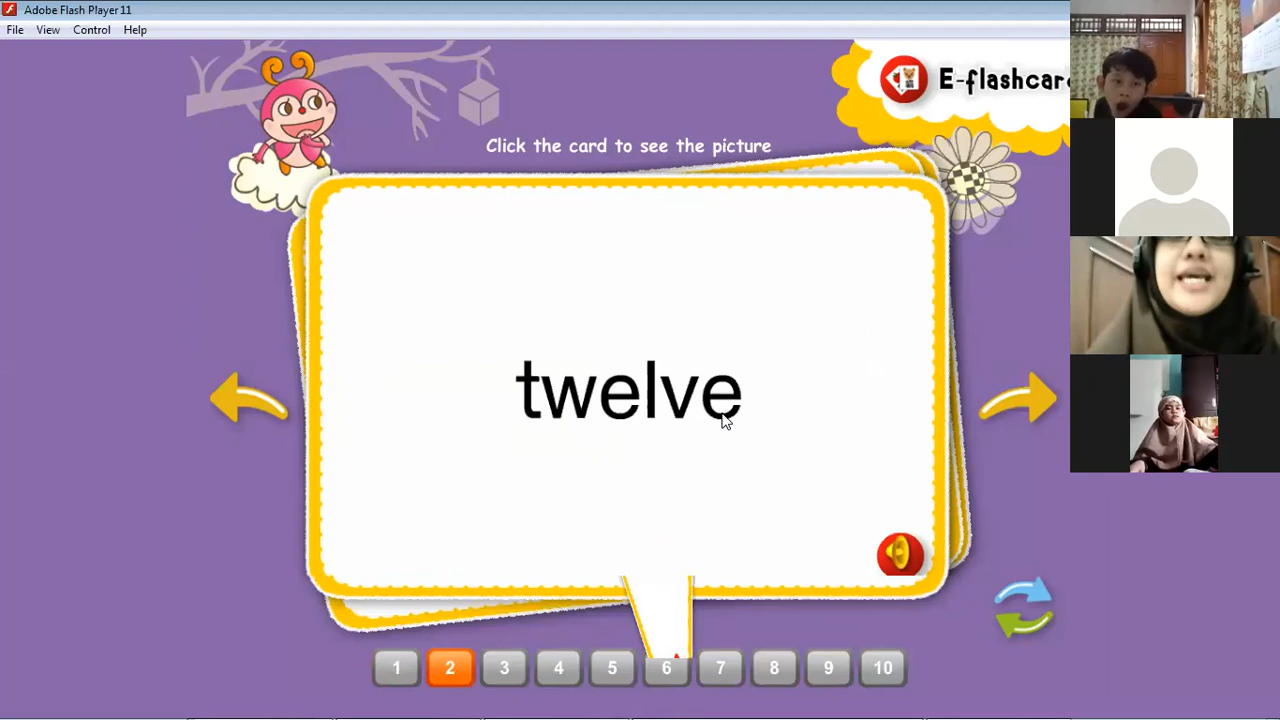 Adobe Flash Player 11
File View Control Help
E-flashcar
Click the card to see the picture
twelve
1 2 3 4 5 6 7 8 9 10